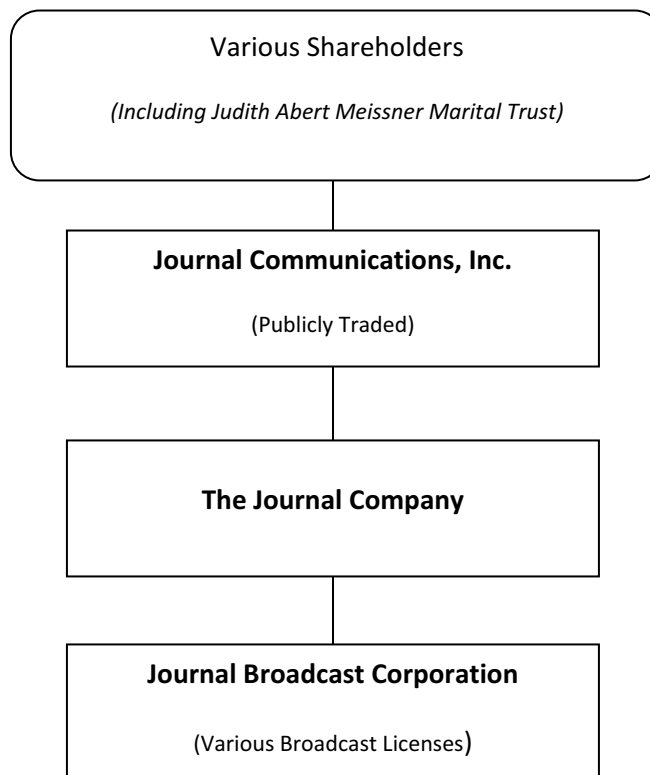 Various Shareholders
(Including Judith Abert Meissner Marital Trust)
Journal Communications, Inc.
(Publicly Traded)
The Journal Company
Journal Broadcast Corporation
(Various Broadcast Licenses)